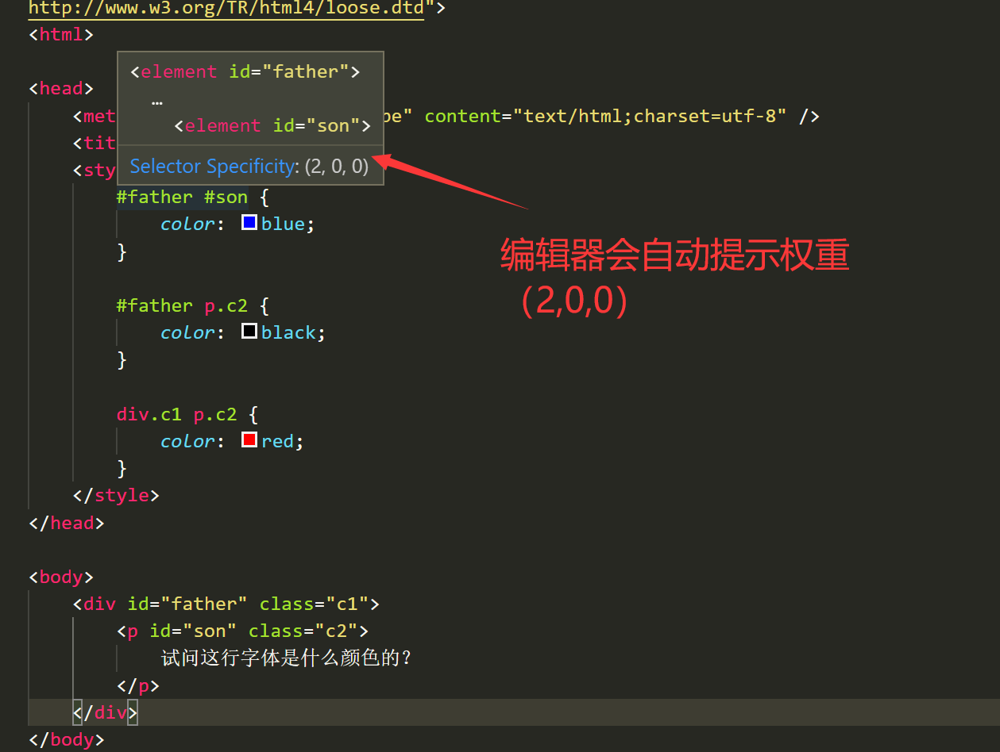 http://www.w3.org/TR/html4/loose.dtd">
<html>
<element id="father">
…
<head>
<element id="son">
<met
pe" content="text/html;charset=utf-8" />
<tit
<sty
Selector Specificity: (2, 0, 0)
#father #son {
color: blue;
}
编辑器会自动提示权重
（2,0,0）
#father p.c2 {
color: black;
}
div.c1 p.c2 {
color: red;
}
</style>
</head>
<body>
<div id="father" class="c1">
<p id="son" class="c2">
试问这行字体是什么颜色的？
</p>
</div>
</body>